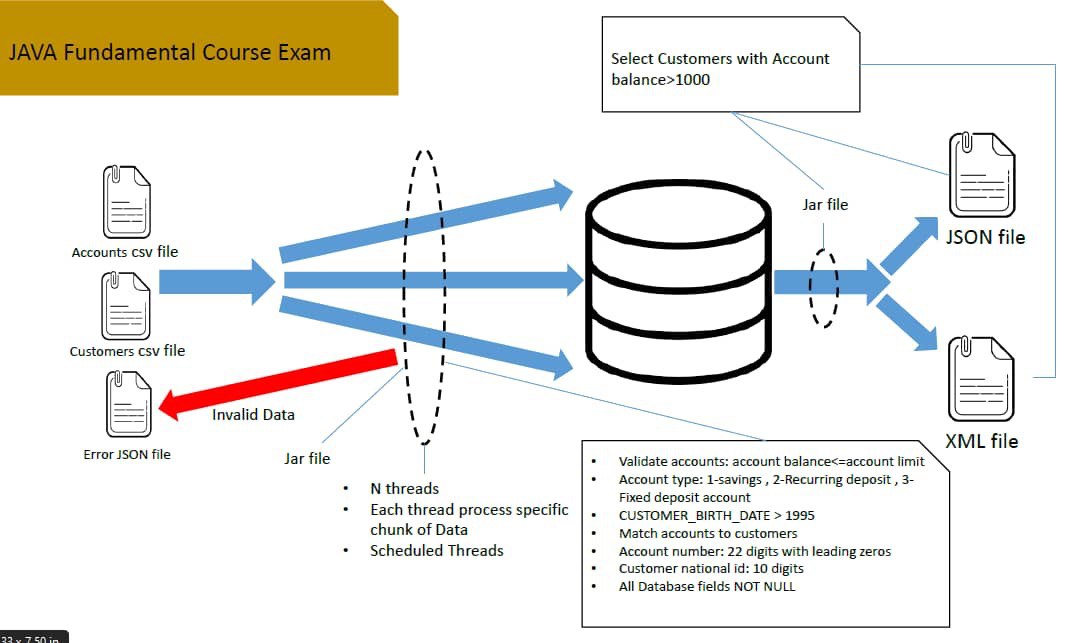 JAVA Fundamental Course Exam
Select Customers with Account
balance>1000
Accounts csv file
Jar file
JSON file
Customers csv file
Invalid Data
Error JSON file
Jar file
XML file
• N threads
• Each thread process specific
chunk of Data
• Scheduled Threads
• Validate accounts: account balance<=account limit
• Account type: 1-savings , 2-Recurring deposit , 3-
Fixed deposit account
• CUSTOMER_BIRTH_DATE > 1995
• Match accounts to customers
• Account number: 22 digits with leading zeros
• Customer national id: 10 digits
• All Database fields NOT NULL
33 x 7.50 in